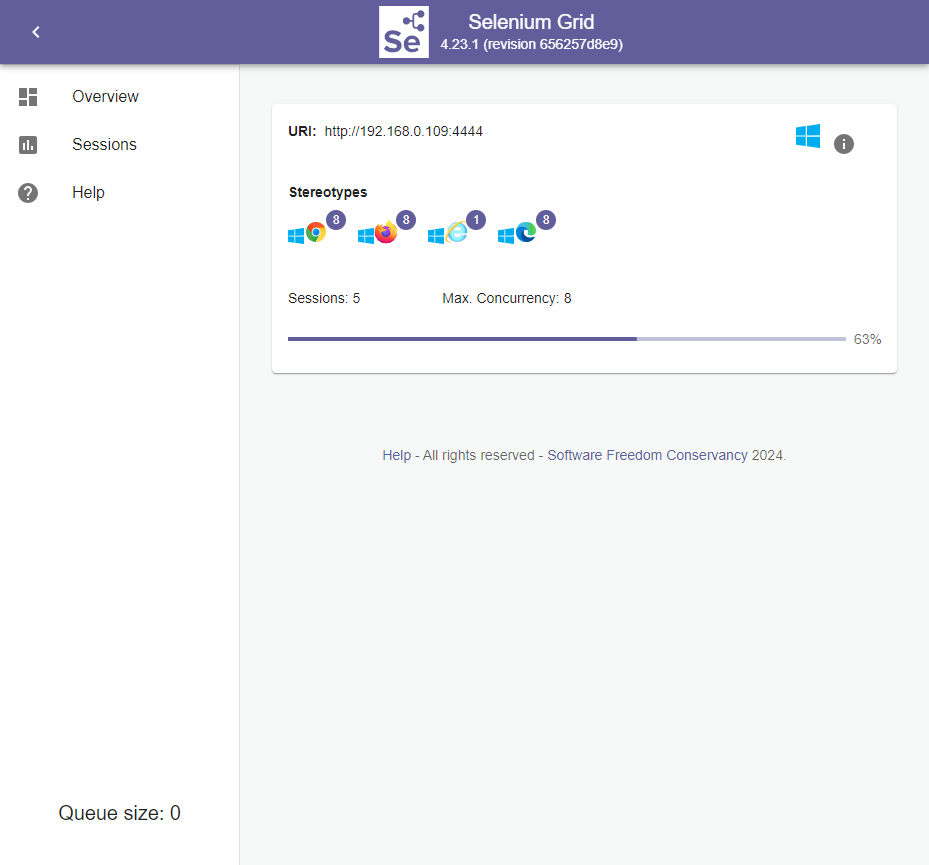 Se
Selenium Grid
4.23.1 (revision 656257d8e9)
Overview
Sessions
Help
Queue size: 0
URI: http://192.168.0.109:4444
Stereotypes
8 8 1 8
Sessions: 5 Max. Concurrency: 8
63%
Help - All rights reserved - Software Freedom Conservancy 2024.